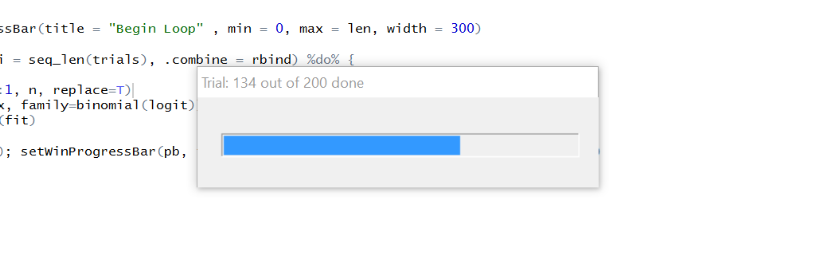 ssBar(title = "Begin Loop" , min = 0, max = len, width = 300)
i = seq_len(trials), .combine = rbind) %do% {
Trial: 134 out of 200 done
:1, n, replace=T)
x, family=binomial(logit)
(fit)
); setWinProgressBar(pb,